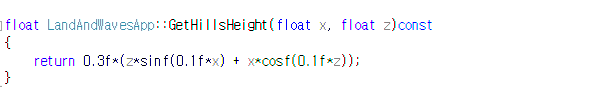 float LandAndWavesApp::GetHillsHeight(float x, float z)const
{
    return 0.3f*(z*sinf(0.1f*x) + x*cosf(0.1f*z));
}